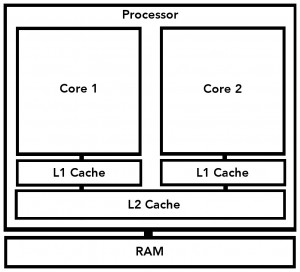 Processor
Core 1
Core 2
L1 Cache
L1 Cache
L2 Cache
RAM